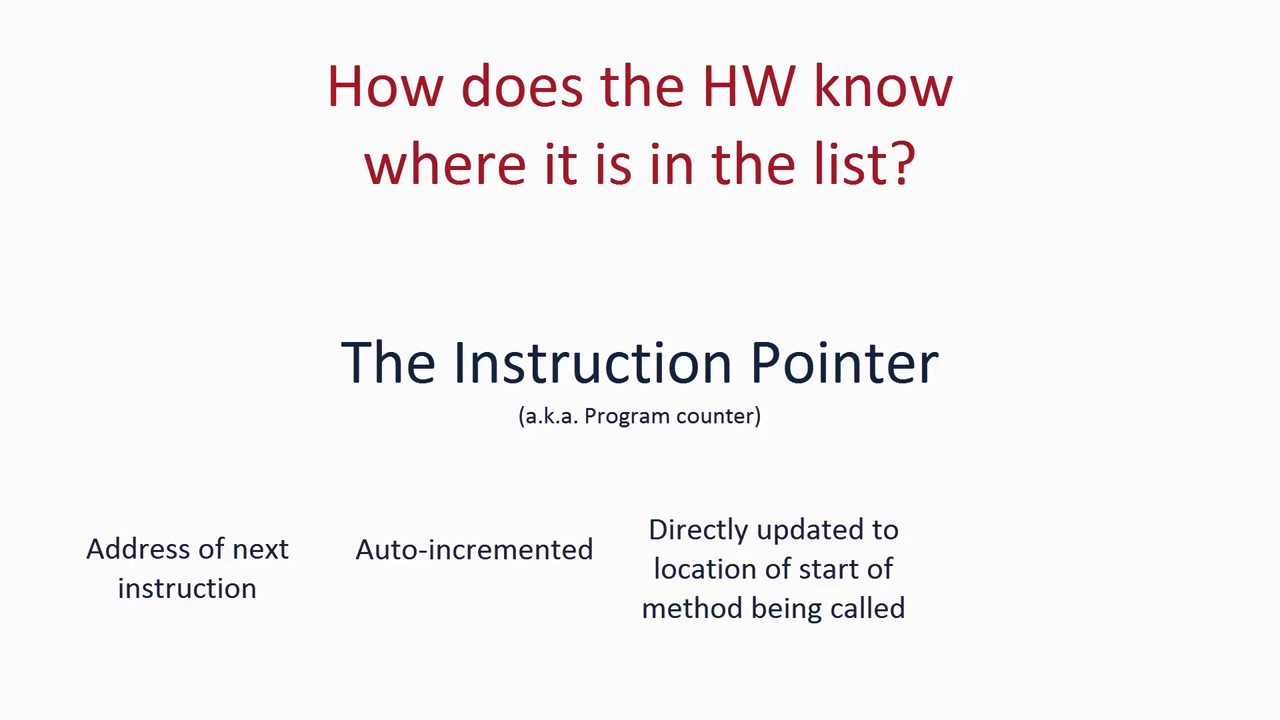 How does the HW know
where it is in the list?
The Instruction Pointer
(a.k.a. Program counter)
Address of next
instruction
Auto-incremented
Directly updated to
location of start of
method being called